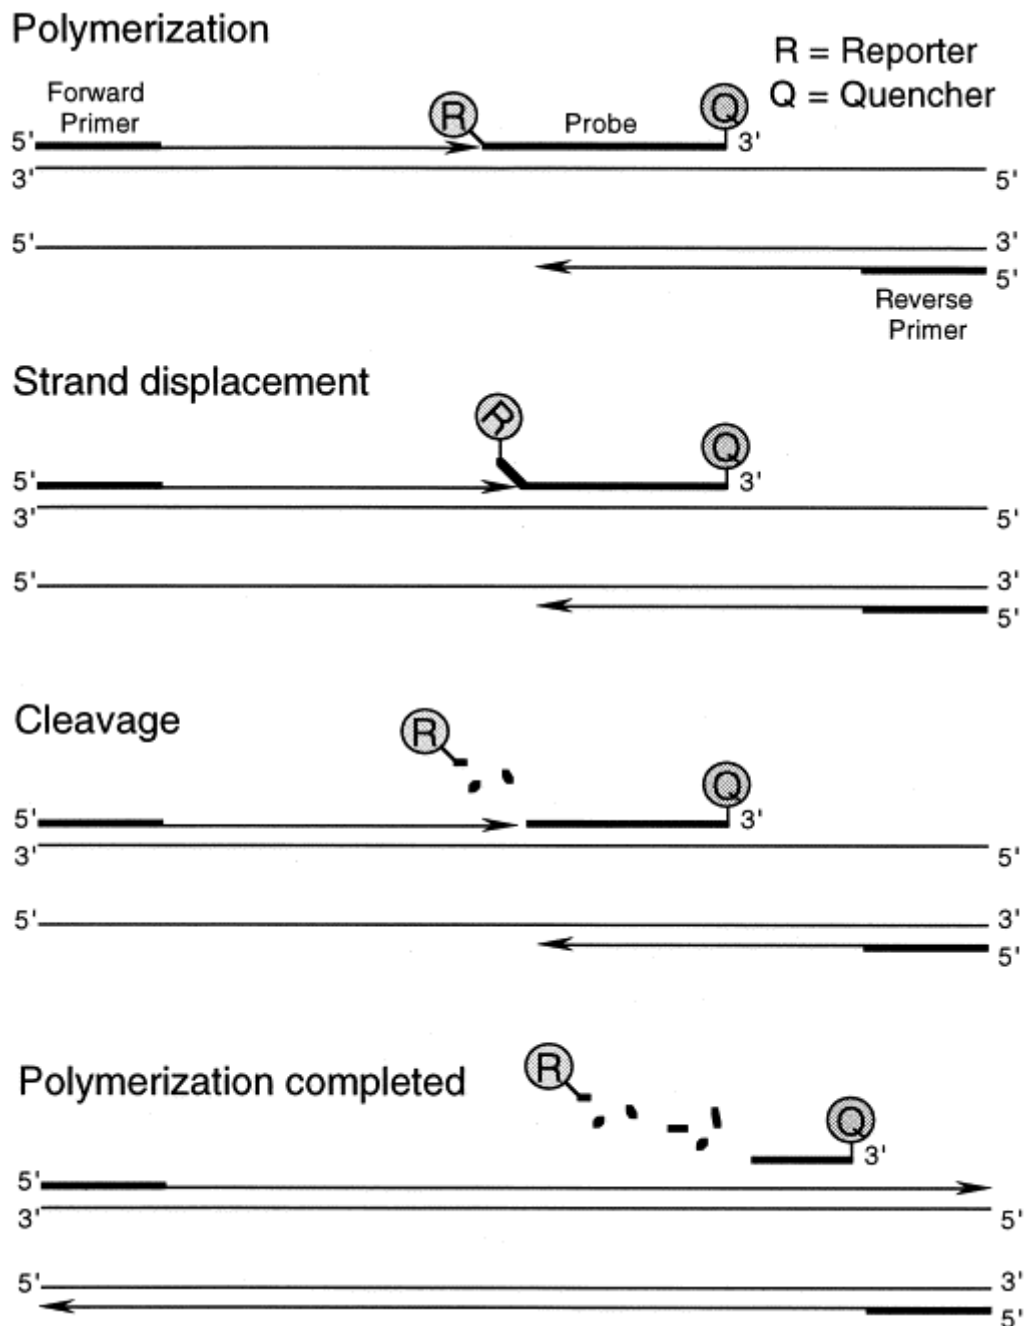 Polymerization
R = Reporter
Q = Quencher
Forward
Primer
R
Probe
Q
5'
3'
3'
5'
5'
3'
5'
Reverse
Primer
Strand displacement
R
Q
5'
3'
3'
5'
5'
3'
5'
Cleavage
R
Q
5'
3'
3'
5'
5'
3'
5'
Polymerization completed
R
Q
3'
5'
3'
5'
5'
3'
5'